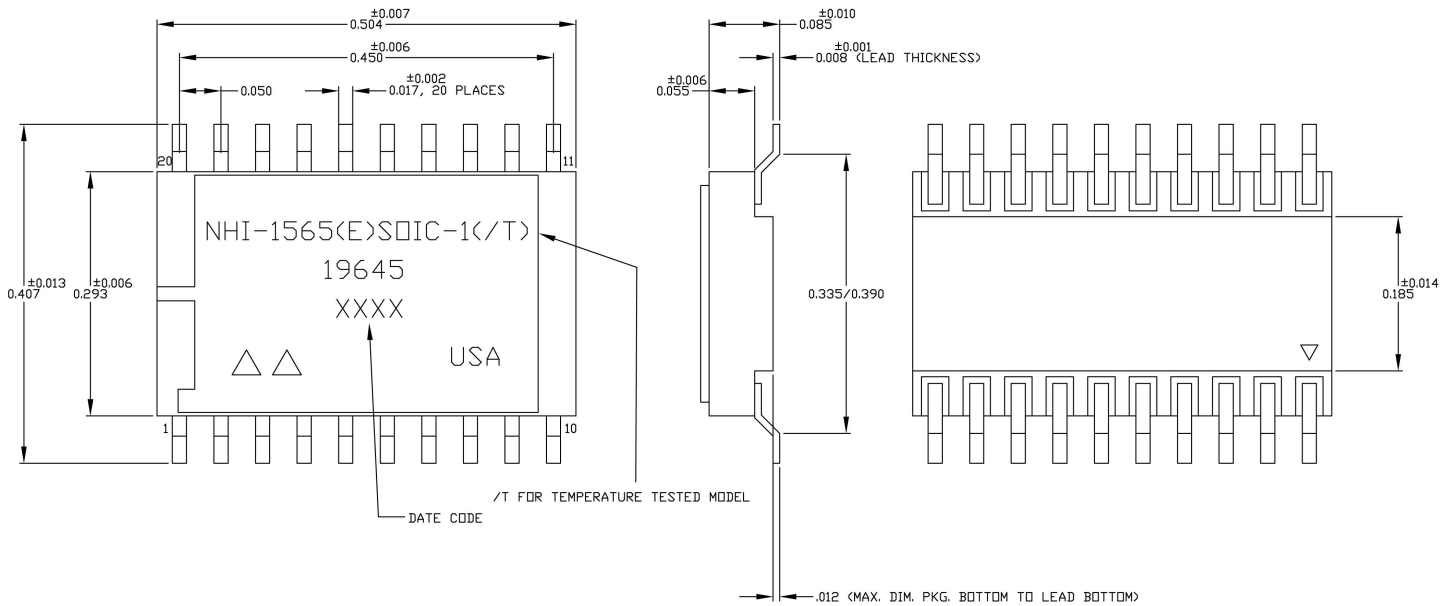 ±0.007
0.504
±0.006
0.450
0.050
±0.002
0.017, 20 PLACES
±0.010
0.085
±0.001
0.008 (LEAD THICKNESS)
±0.006
0.055
20
11
NHI-1565(E)SOIC-1(/T)
19645
XXXX
USA
±0.013
0.407
±0.006
0.293
0.335/0.390
±0.014
0.185
1
10
/T FOR TEMPERATURE TESTED MODEL
DATE CODE
.012 (MAX. DIM. PKG. BOTTOM TO LEAD BOTTOM)